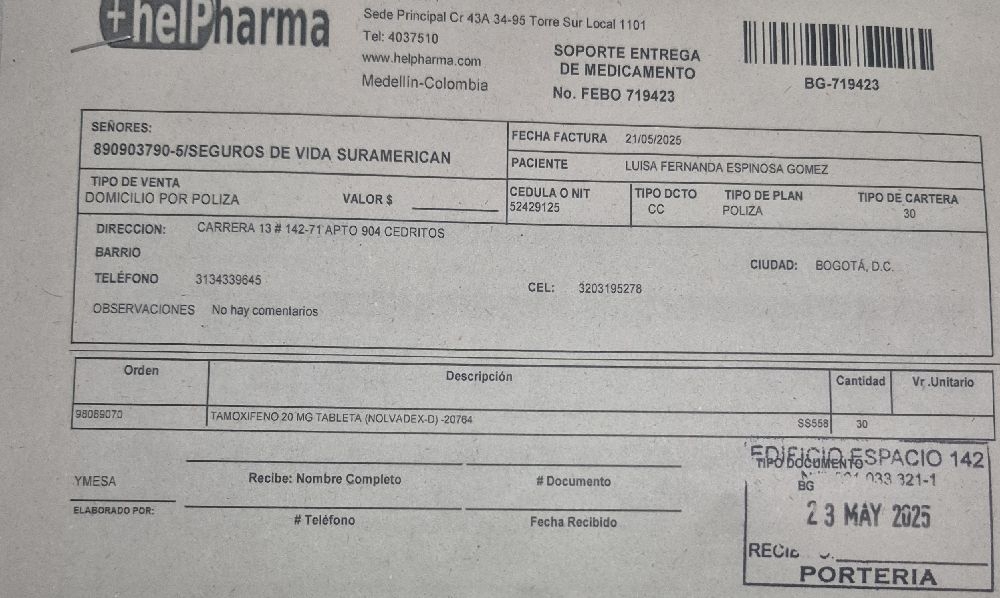 +helPharma
Sede Principal Cr 43A 34-95 Torre Sur Local 1101
Tel: 4037510
www.helpharma.com
Medellín-Colombia
SOPORTE ENTREGA
DE MEDICAMENTO
No. FEBO 719423
BG-719423
SEÑORES:
890903790-5/SEGUROS DE VIDA SURAMERICAN
FECHA FACTURA 21/05/2025
PACIENTE LUISA FERNANDA ESPINOSA GOMEZ
TIPO DE VENTA
DOMICILIO POR POLIZA VALOR $
CEDULA O NIT TIPO DCTO TIPO DE PLAN TIPO DE CARTERA
52429125 CC POLIZA 30
DIRECCION: CARRERA 13 # 142-71 APTO 904 CEDRITOS
BARRIO
CIUDAD: BOGOTÁ, D.C.
TELÉFONO 3134339645
CEL: 3203195278
OBSERVACIONES No hay comentarios
Orden Descripción Cantidad Vr.Unitario
98089070 TAMOXIFENO 20 MG TABLETA (NOLVADEX-D) -20764 SS558 30
EDIFICIO ESPACIO 142
TIPO DOCUMENTO
033 321-1
BG
23 MAY 2025
PORTERIA
YMESA
ELABORADO POR:
Recibe: Nombre Completo # Documento
# Teléfono Fecha Recibido